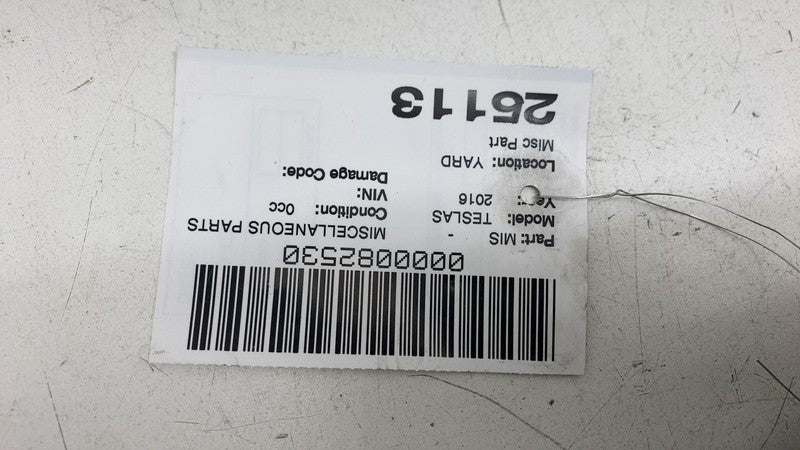 0000082530
Part: MIS - MISCELLANEOUS PARTS
Model: TESLAS Condition: 0cc
Year: 2016 VIN:
Location: YARD Damage Code:
Misc Part
25113